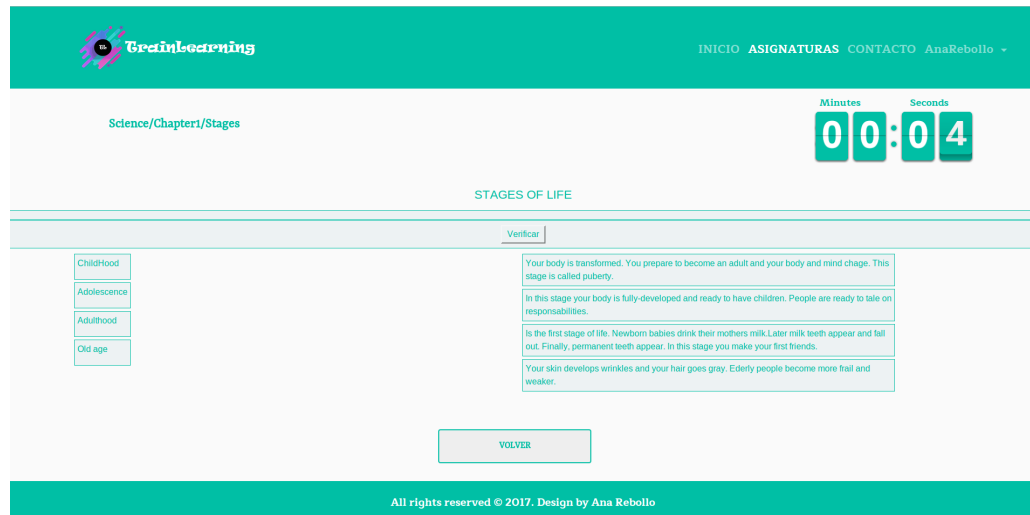 TrainLearning
INICIO ASIGNATURAS CONTACTO AnaRebollo
Science/Chapter1/Stages
Minutes Seconds
00:04
STAGES OF LIFE
Verificar
ChildHood
Adolescence
Adulthood
Old age
Your body is transformed. You prepare to become an adult and your body and mind chage. This
stage is called puberty.
In this stage your body is fully-developed and ready to have children. People are ready to tale on
responsabilities.
Is the first stage of life. Newborn babies drink their mothers milk.Later milk teeth appear and fall
out. Finally, permanent teeth appear. In this stage you make your first friends.
Your skin develops wrinkles and your hair goes gray. Ederly people become more frail and
weaker.
VOLVER
All rights reserved © 2017. Design by Ana Rebollo